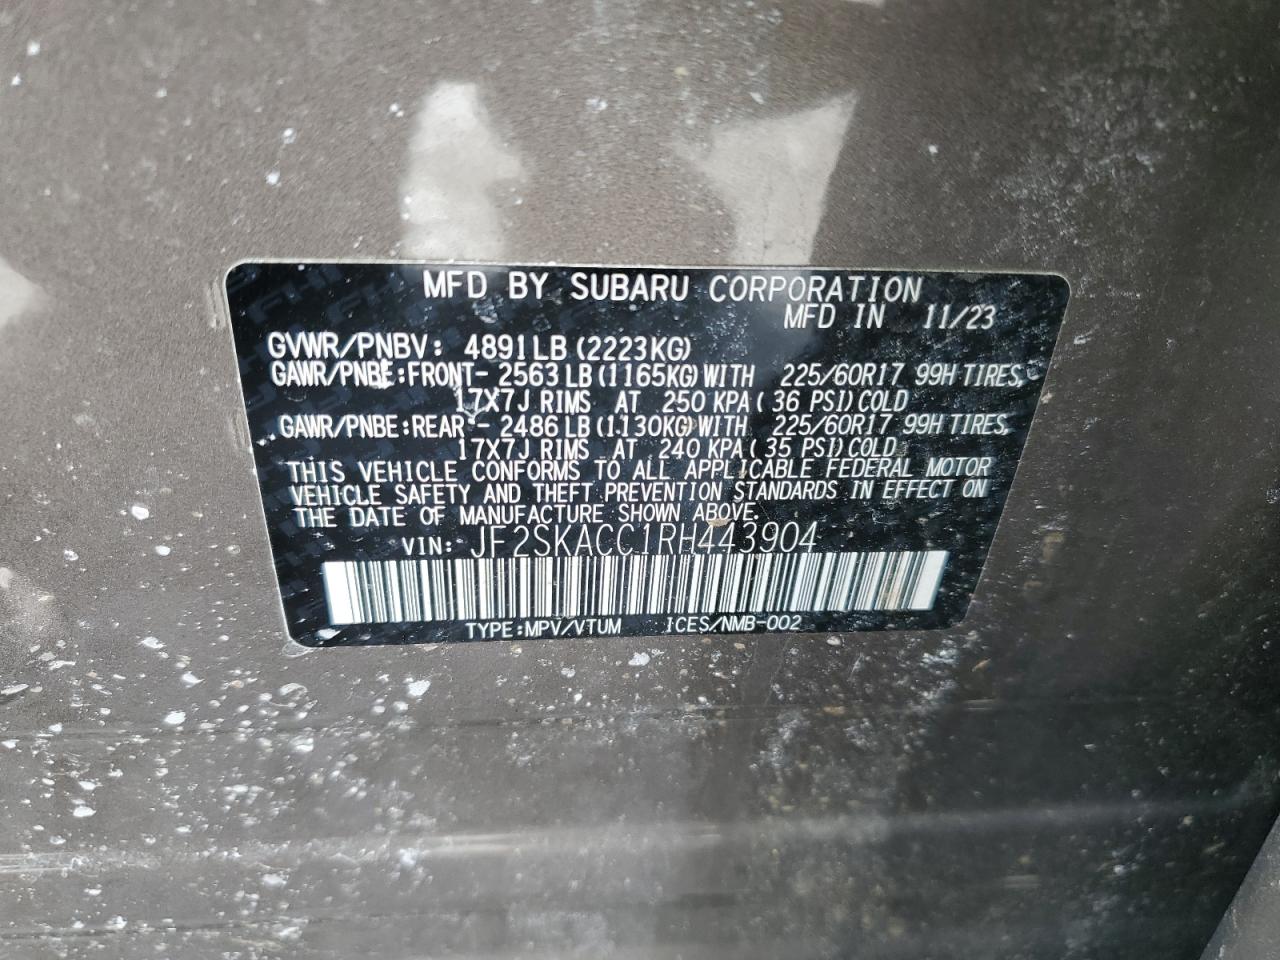 MFD BY SUBARU CORPORATION
MFD IN 11/23
GVWR/PNBV: 4891LB (2223KG)
GAWR/PNBE:FRONT- 2563LB(1165KG)WITH 225/60R17 99H TIRES,
17X7J RIMS AT 250 KPA( 36 PSI)COLD
GAWR/PNBE:REAR - 2486LB(1130KG)WITH 225/60R17 99H TIRES,
17X7J RIMS AT 240 KPA( 35 PSI)COLD
THIS VEHICLE CONFORMS TO ALL APPLICABLE FEDERAL MOTOR
VEHICLE SAFETY AND THEFT PREVENTION STANDARDS IN EFFECT ON
THE DATE OF MANUFACTURE SHOWN ABOVE.
VIN: JF2SKACC1RH443904
TYPE:MPV/VTUM ICES/NMB-002